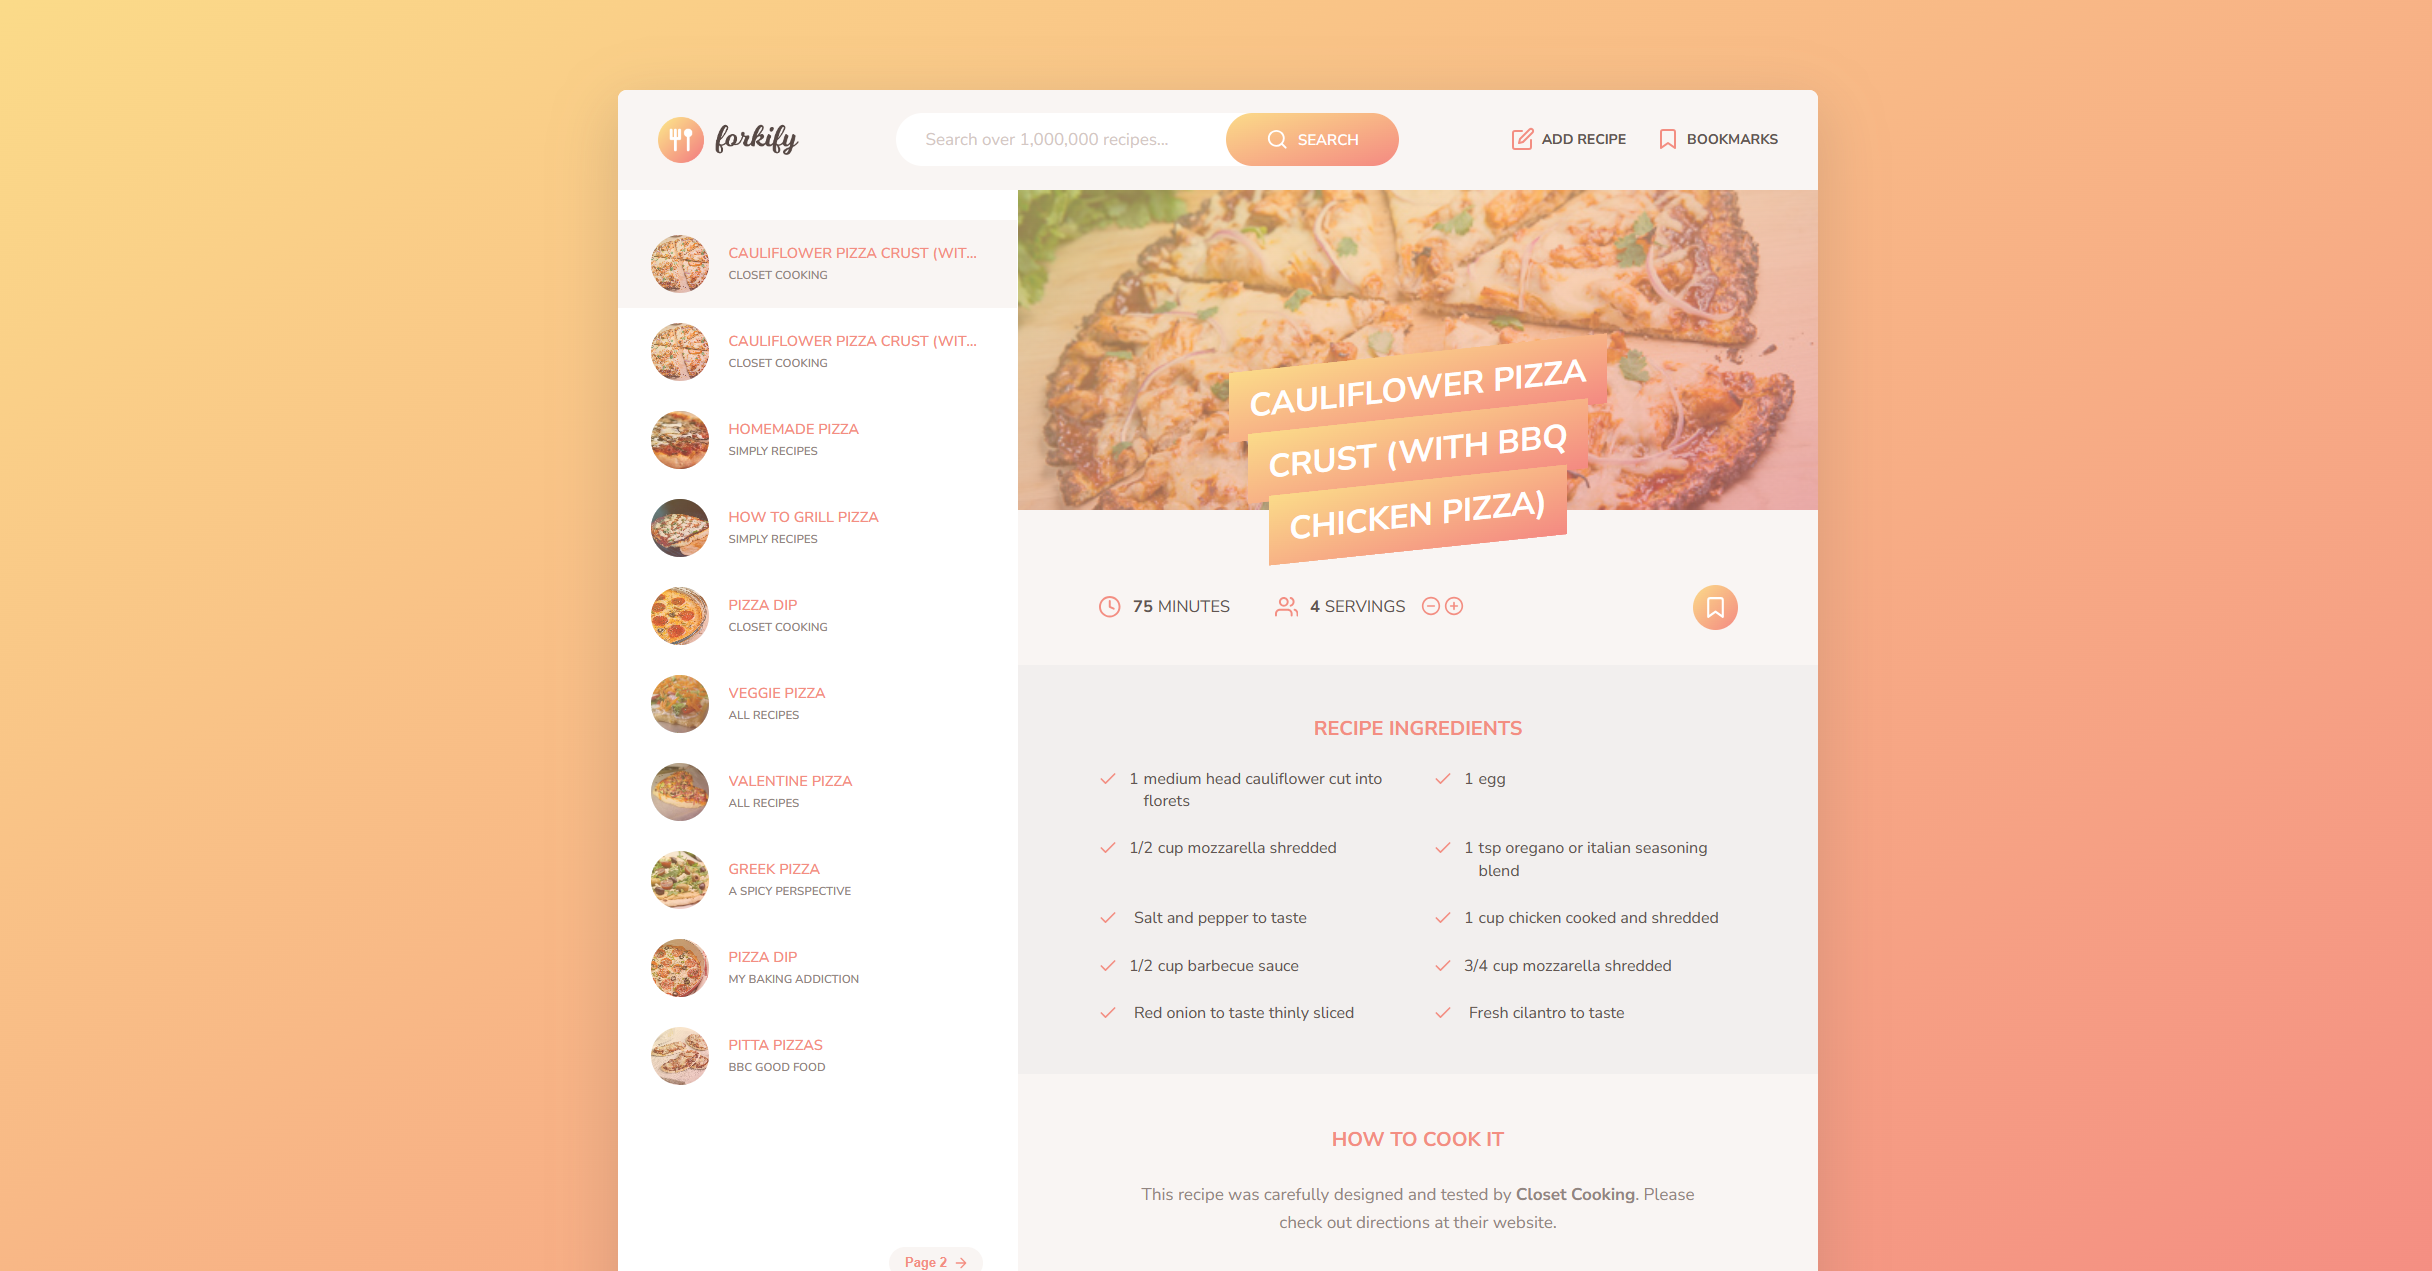 forkify
Search over 1,000,000 recipes...
SEARCH
ADD RECIPE
BOOKMARKS
CAULIFLOWER PIZZA CRUST (WIT...
CLOSET COOKING
CAULIFLOWER PIZZA CRUST (WIT...
CLOSET COOKING
HOMEMADE PIZZA
SIMPLY RECIPES
HOW TO GRILL PIZZA
SIMPLY RECIPES
PIZZA DIP
CLOSET COOKING
VEGGIE PIZZA
ALL RECIPES
VALENTINE PIZZA
ALL RECIPES
GREEK PIZZA
A SPICY PERSPECTIVE
PIZZA DIP
MY BAKING ADDICTION
PITTA PIZZAS
BBC GOOD FOOD
Page 2
CAULIFLOWER PIZZA
CRUST (WITH BBQ
CHICKEN PIZZA)
75 MINUTES
4 SERVINGS
RECIPE INGREDIENTS
1 medium head cauliflower cut into
florets
1 egg
1/2 cup mozzarella shredded
1 tsp oregano or italian seasoning
blend
Salt and pepper to taste
1 cup chicken cooked and shredded
1/2 cup barbecue sauce
3/4 cup mozzarella shredded
Red onion to taste thinly sliced
Fresh cilantro to taste
HOW TO COOK IT
This recipe was carefully designed and tested by Closet Cooking. Please
check out directions at their website.